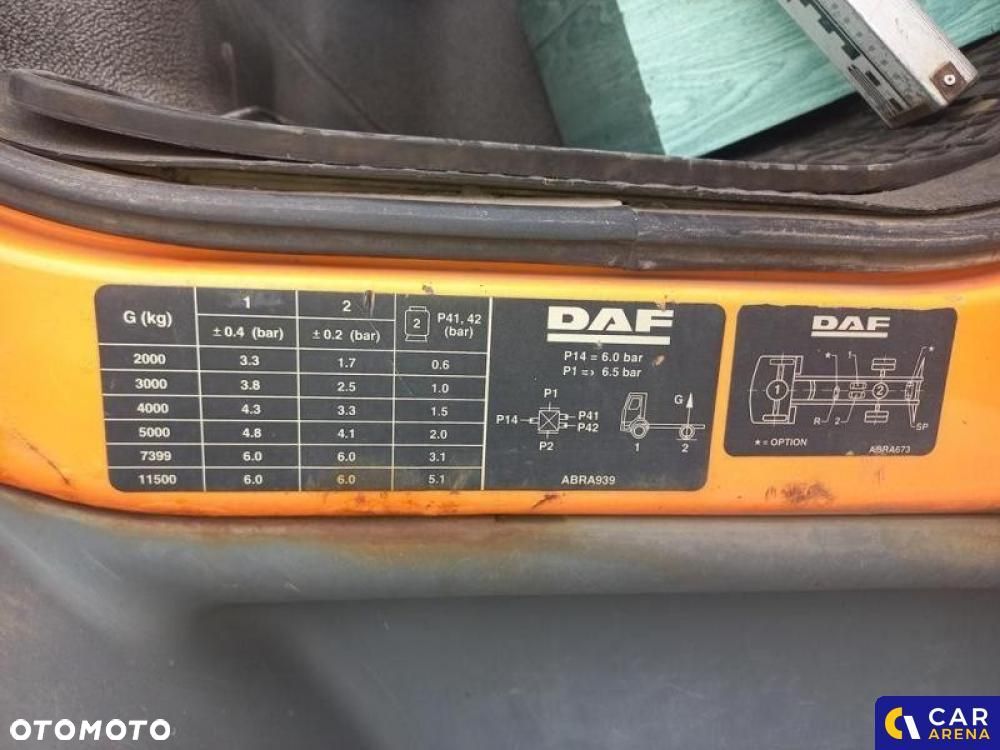 G (kg) 1 2 2 P41, 42
± 0.4 (bar) ± 0.2 (bar) (bar)
2000 3.3 1.7 0.6
3000 3.8 2.5 1.0
4000 4.3 3.3 1.5
5000 4.8 4.1 2.0
7399 6.0 6.0 3.1
11500 6.0 6.0 5.1
DAF
P14 = 6.0 bar
P1 => 6.5 bar
P1 G
P14 P41
P42
P2 1 2
ABRA939
DAF
* 1 *
1 2
R 2 SP
* = OPTION
ABRA673
OTOMOTO
CAR
ARENA